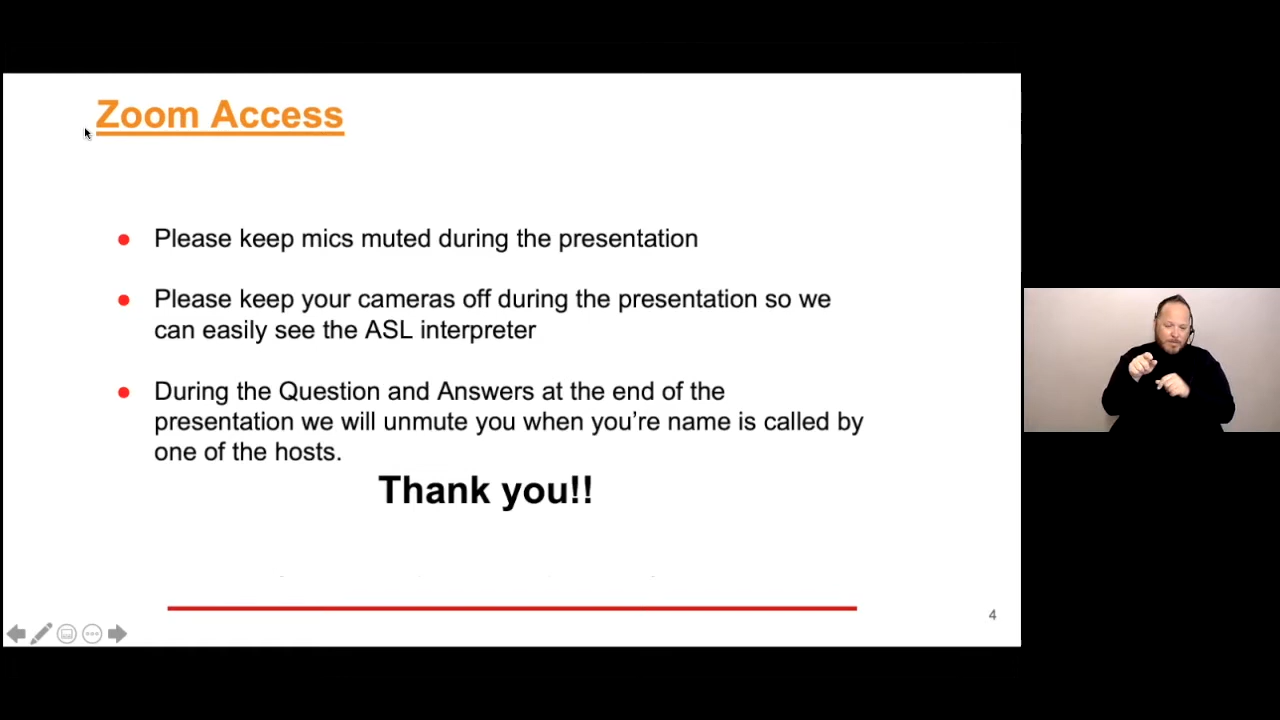 Zoom Access
● Please keep mics muted during the presentation
● Please keep your cameras off during the presentation so we
can easily see the ASL interpreter
● During the Question and Answers at the end of the
presentation we will unmute you when you’re name is called by
one of the hosts.
Thank you!!
4